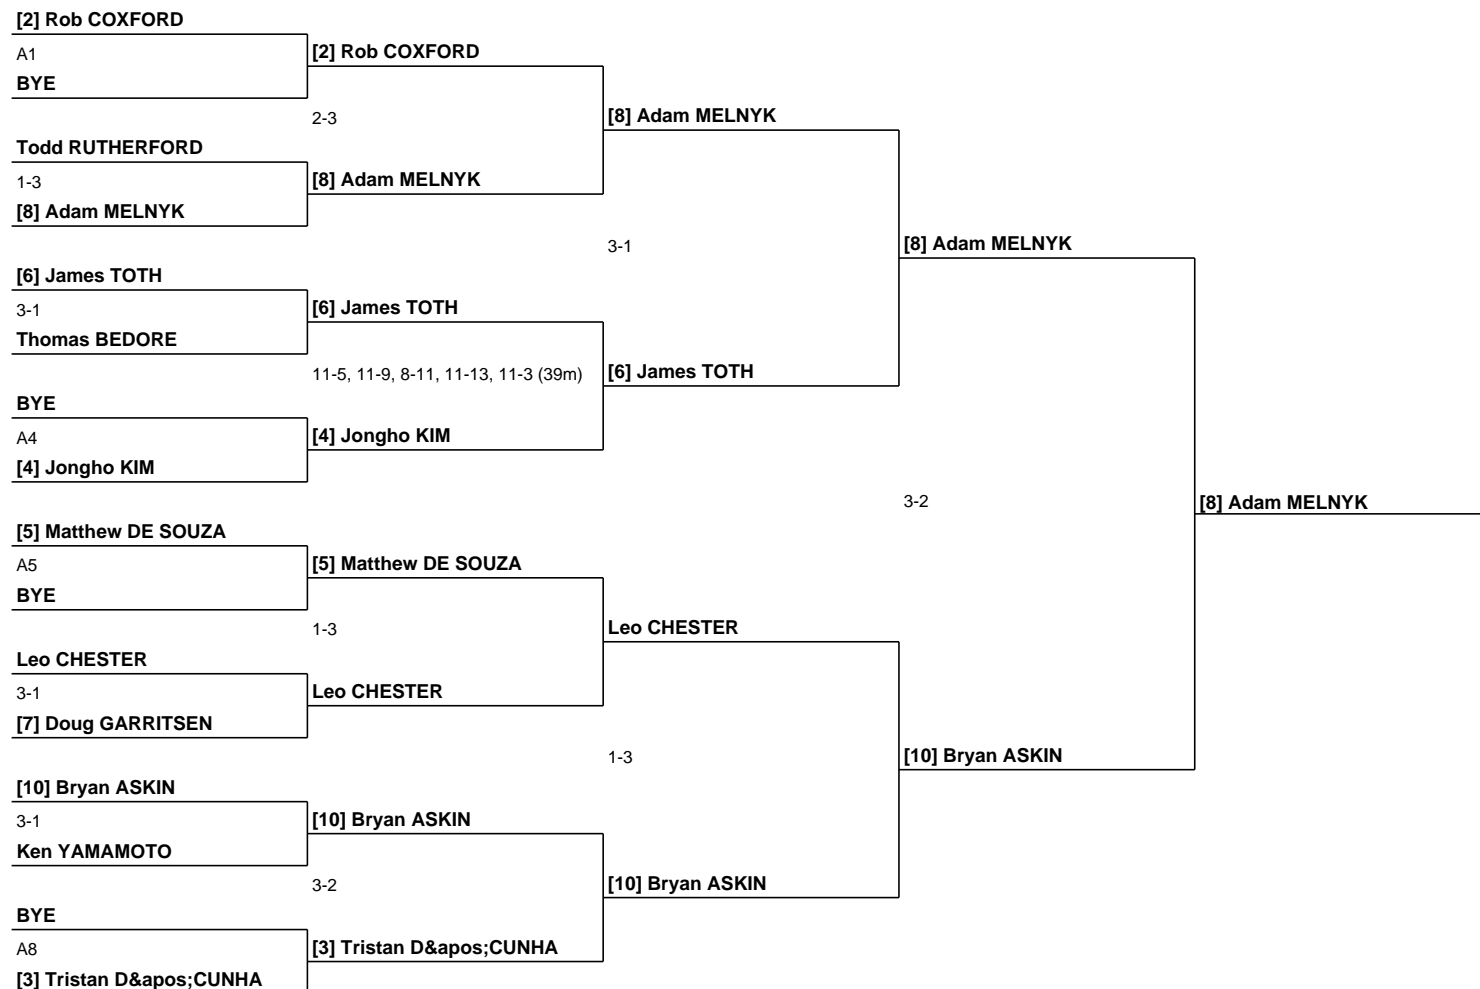 [2] Rob COXFORD
A1
BYE
[2] Rob COXFORD
2-3
Todd RUTHERFORD
1-3
[8] Adam MELNYK
[8] Adam MELNYK
[8] Adam MELNYK
3-1
[6] James TOTH
3-1
Thomas BEDORE
[6] James TOTH
11-5, 11-9, 8-11, 11-13, 11-3 (39m)
BYE
A4
[4] Jongho KIM
[4] Jongho KIM
[6] James TOTH
[8] Adam MELNYK
3-2
[5] Matthew DE SOUZA
A5
BYE
[5] Matthew DE SOUZA
1-3
Leo CHESTER
3-1
[7] Doug GARRITSEN
Leo CHESTER
Leo CHESTER
1-3
[10] Bryan ASKIN
3-1
Ken YAMAMOTO
[10] Bryan ASKIN
3-2
BYE
A8
[3] Tristan D&apos;CUNHA
[3] Tristan D&apos;CUNHA
[10] Bryan ASKIN
[10] Bryan ASKIN
[8] Adam MELNYK